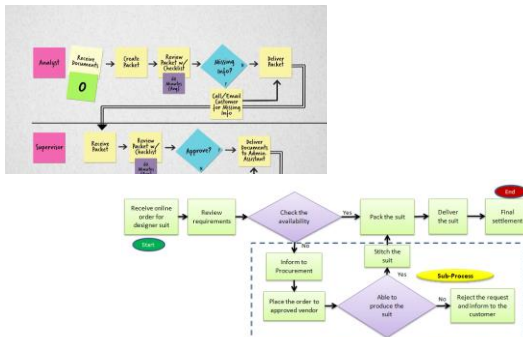 Analyst
Receive
Documents
0
Create
Packet
Review
Packet w/
Checklist
Missing
Info?
Deliver
Packet
Minutes
(Avg)
Call/Email
Customer
for Missing
Info
Supervisor
Receive
Packet
Review
Packet w/
Checklist
Minutes
Approve?
Deliver
Documents
to Admin.
Assistant
Receive online
order for
designer suit
Start
Review
requirements
Check the
availability
Yes
No
Pack the suit
Deliver
the suit
End
Final
settlement
Inform to
Procurement
Place the order to
approved vendor
Stitch the
suit
Yes
Able to
produce the
suit
No
Sub-Process
Reject the request
and inform to the
customer